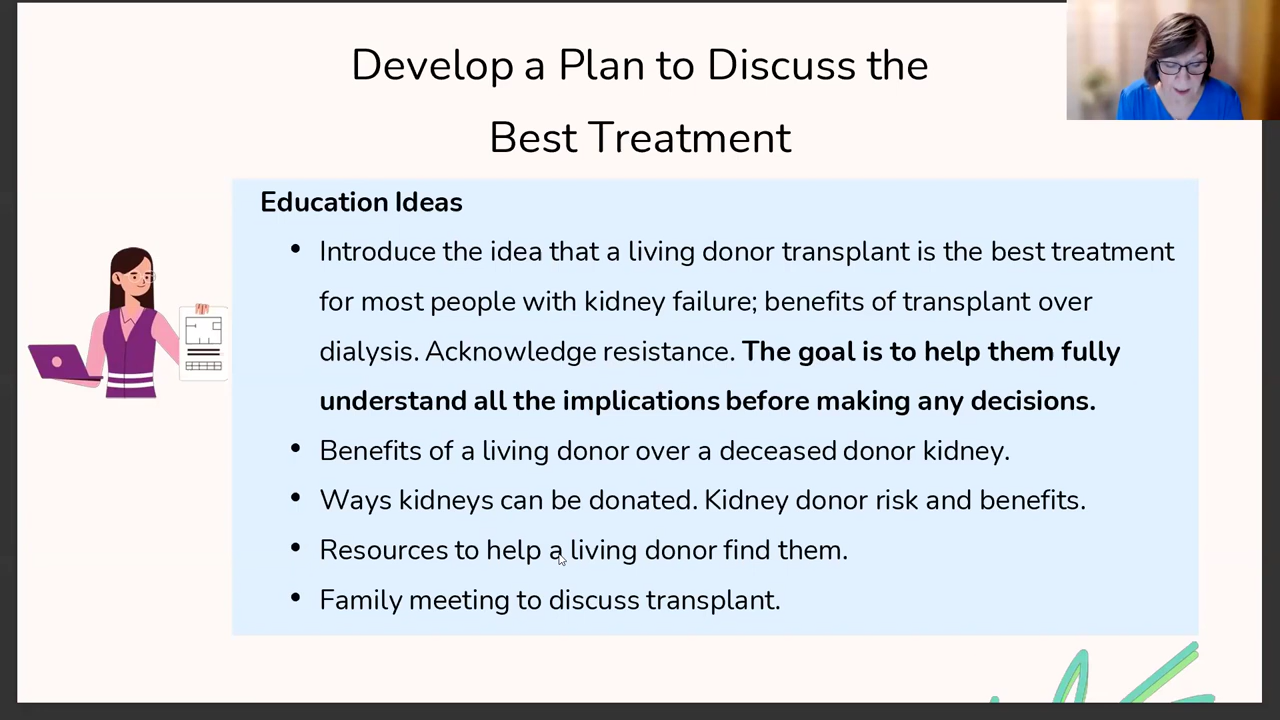 Develop a Plan to Discuss the
Best Treatment
Education Ideas
• Introduce the idea that a living donor transplant is the best treatment
for most people with kidney failure; benefits of transplant over
dialysis. Acknowledge resistance. The goal is to help them fully
understand all the implications before making any decisions.
• Benefits of a living donor over a deceased donor kidney.
• Ways kidneys can be donated. Kidney donor risk and benefits.
• Resources to help a living donor find them.
• Family meeting to discuss transplant.